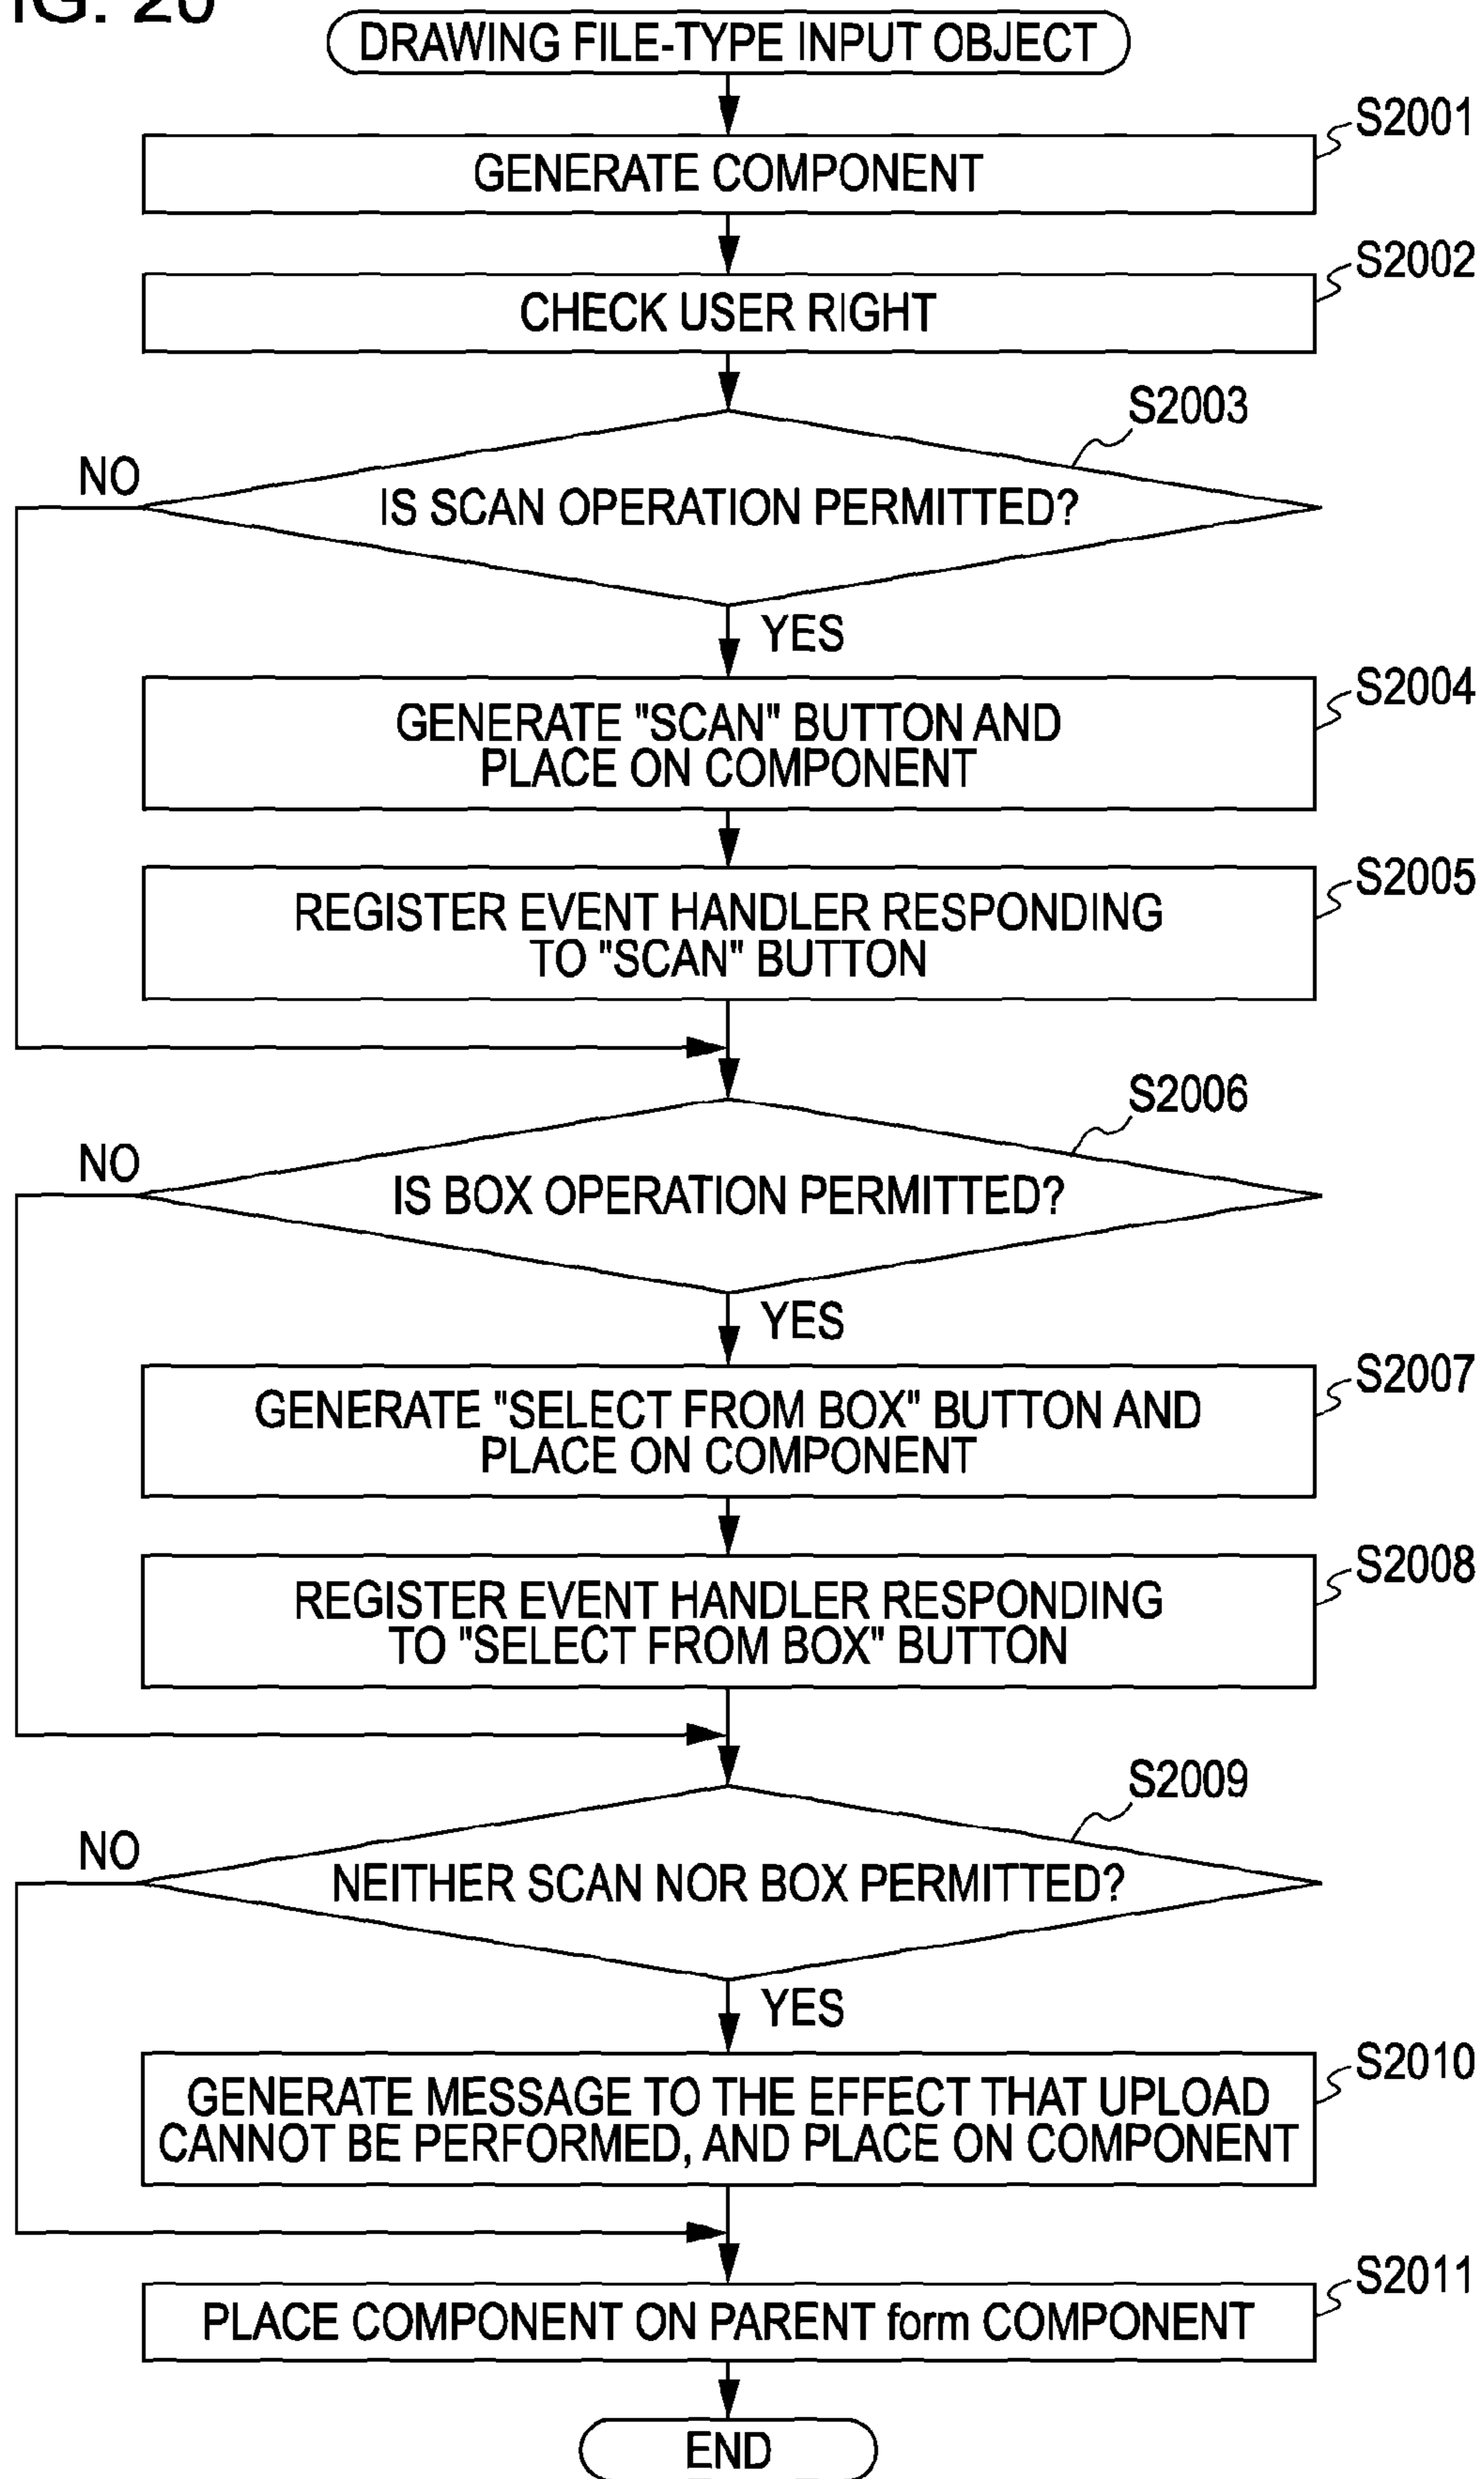 FIG. 20
DRAWING FILE-TYPE INPUT OBJECT
S2001
GENERATE COMPONENT
S2002
CHECK USER RIGHT
S2003
NO
IS SCAN OPERATION PERMITTED?
YES
S2004
GENERATE "SCAN" BUTTON AND
PLACE ON COMPONENT
S2005
REGISTER EVENT HANDLER RESPONDING
TO "SCAN" BUTTON
S2006
NO
IS BOX OPERATION PERMITTED?
YES
S2007
GENERATE "SELECT FROM BOX" BUTTON AND
PLACE ON COMPONENT
S2008
REGISTER EVENT HANDLER RESPONDING
TO "SELECT FROM BOX" BUTTON
S2009
NO
NEITHER SCAN NOR BOX PERMITTED?
YES
S2010
GENERATE MESSAGE TO THE EFFECT THAT UPLOAD
CANNOT BE PERFORMED, AND PLACE ON COMPONENT
S2011
PLACE COMPONENT ON PARENT form COMPONENT
END